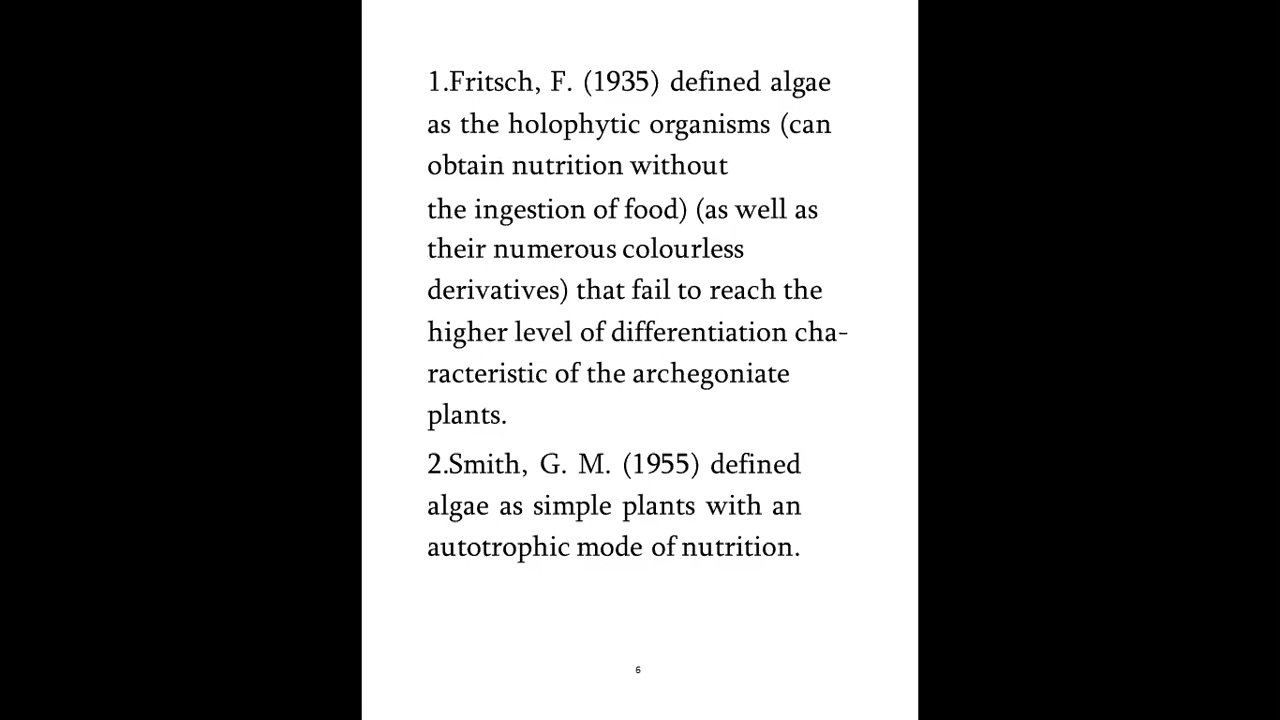 1.Fritsch, F. (1935) defined algae
as the holophytic organisms (can
obtain nutrition without
the ingestion of food) (as well as
their numerous colourless
derivatives) that fail to reach the
higher level of differentiation cha-
racteristic of the archegoniate
plants.
2.Smith, G. M. (1955) defined
algae as simple plants with an
autotrophic mode of nutrition.
6